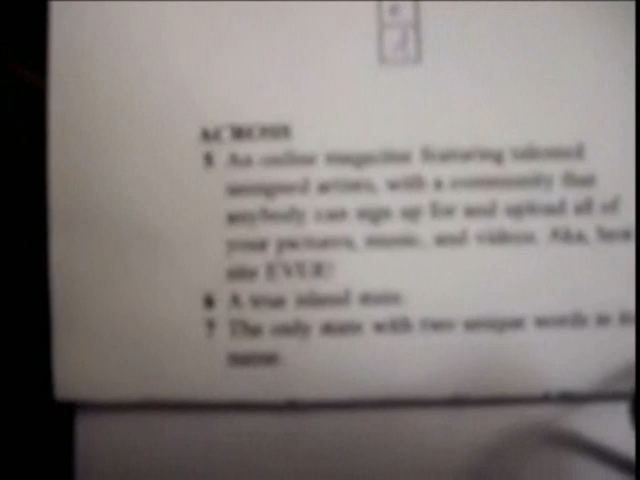 ACROSS
An online magazine featuring talented
unsigned artists, with a community that
anybody can sign up for and upload all of
your pictures, music, and videos. Aka, best
site EVER!
6 A true island state.
7 The only state with two unique words in its
name.